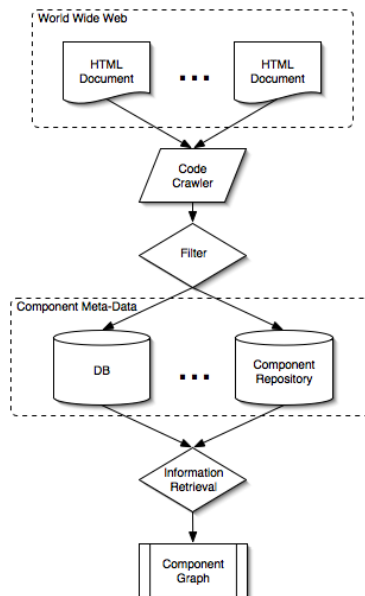 World Wide Web
HTML
Document
...
HTML
Document
Code
Crawler
Filter
Component Meta-Data
DB
...
Component
Repository
Information
Retrieval
Component
Graph